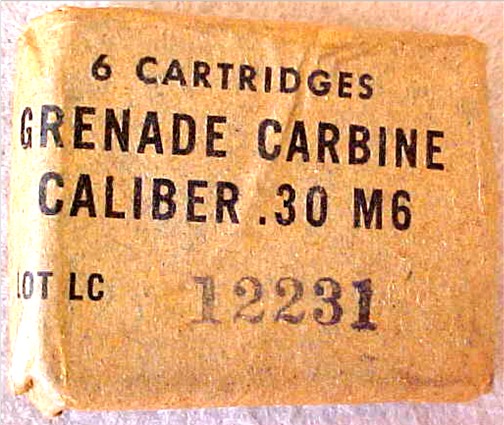 6 CARTRIDGES
GRENADE CARBINE
CALIBER .30 M6
LOT LC 12231